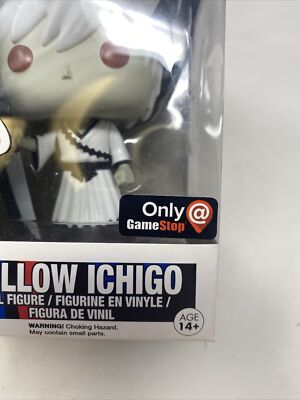 Only @
GameStop
LLOW ICHIGO
L FIGURE / FIGURINE EN VINYLE /
FIGURA DE VINIL
WARNING! Choking Hazard.
May contain small parts.
AGE
14+